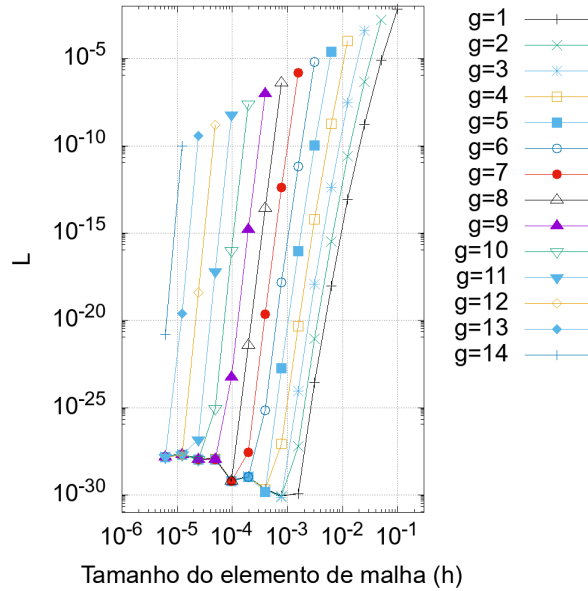 g=1
g=2
g=3
g=4
g=5
g=6
g=7
g=8
g=9
g=10
g=11
g=12
g=13
g=14
L
10^-5
10^-10
10^-15
10^-20
10^-25
10^-30
10^-6 10^-5 10^-4 10^-3 10^-2 10^-1
Tamanho do elemento de malha (h)